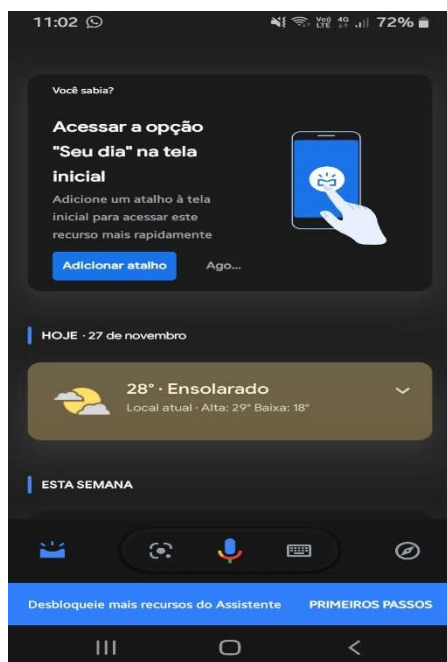 11:02 72%
Você sabia?
Acessar a opção
"Seu dia" na tela
inicial
Adicione um atalho à tela
inicial para acessar este
recurso mais rapidamente
Adicionar atalho Ago...
HOJE · 27 de novembro
28° · Ensolarado
Local atual · Alta: 29° Baixa: 18°
ESTA SEMANA
Desbloqueie mais recursos do Assistente PRIMEIROS PASSOS